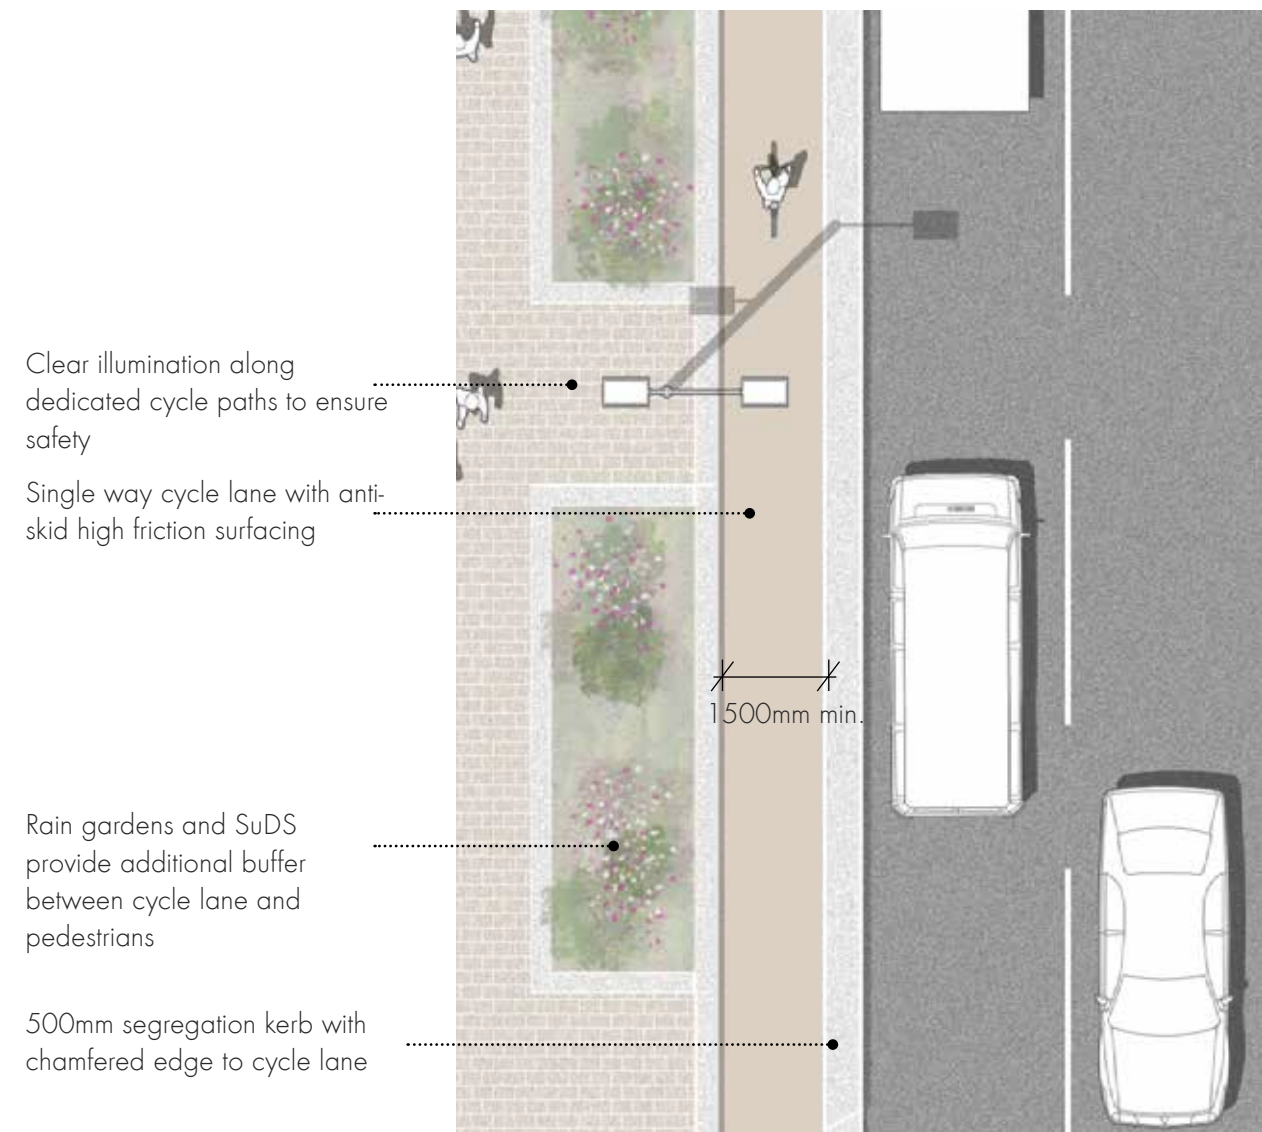 Clear illumination along
dedicated cycle paths to ensure
safety
Single way cycle lane with anti-
skid high friction surfacing
1500mm min.
Rain gardens and SuDS
provide additional buffer
between cycle lane and
pedestrians
500mm segregation kerb with
chamfered edge to cycle lane